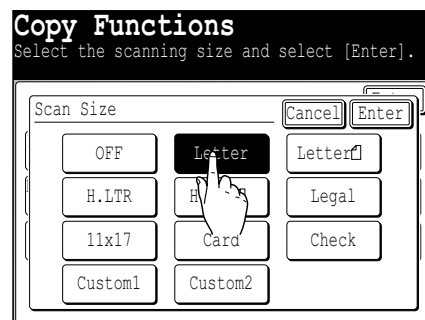 Copy Functions
Select the scanning size and select [Enter].
Scan Size
Cancel Enter
OFF Letter Letter
H.LTR Legal
11x17 Card Check
Custom1 Custom2